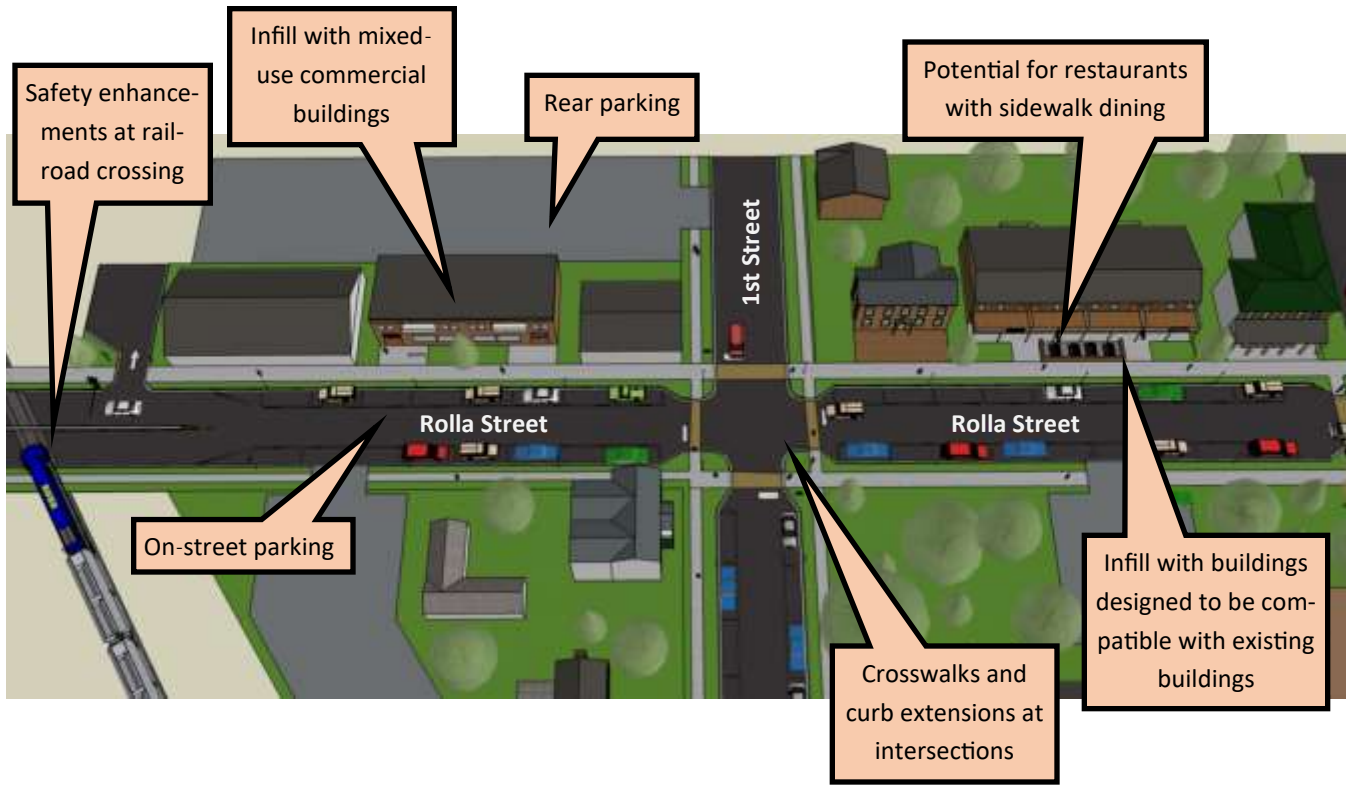 Safety enhance-
ments at rail-
road crossing
Infill with mixed-
use commercial
buildings
Rear parking
Potential for restaurants
with sidewalk dining
1st Street
Rolla Street
Rolla Street
On-street parking
Crosswalks and
curb extensions at
intersections
Infill with buildings
designed to be com-
patible with existing
buildings